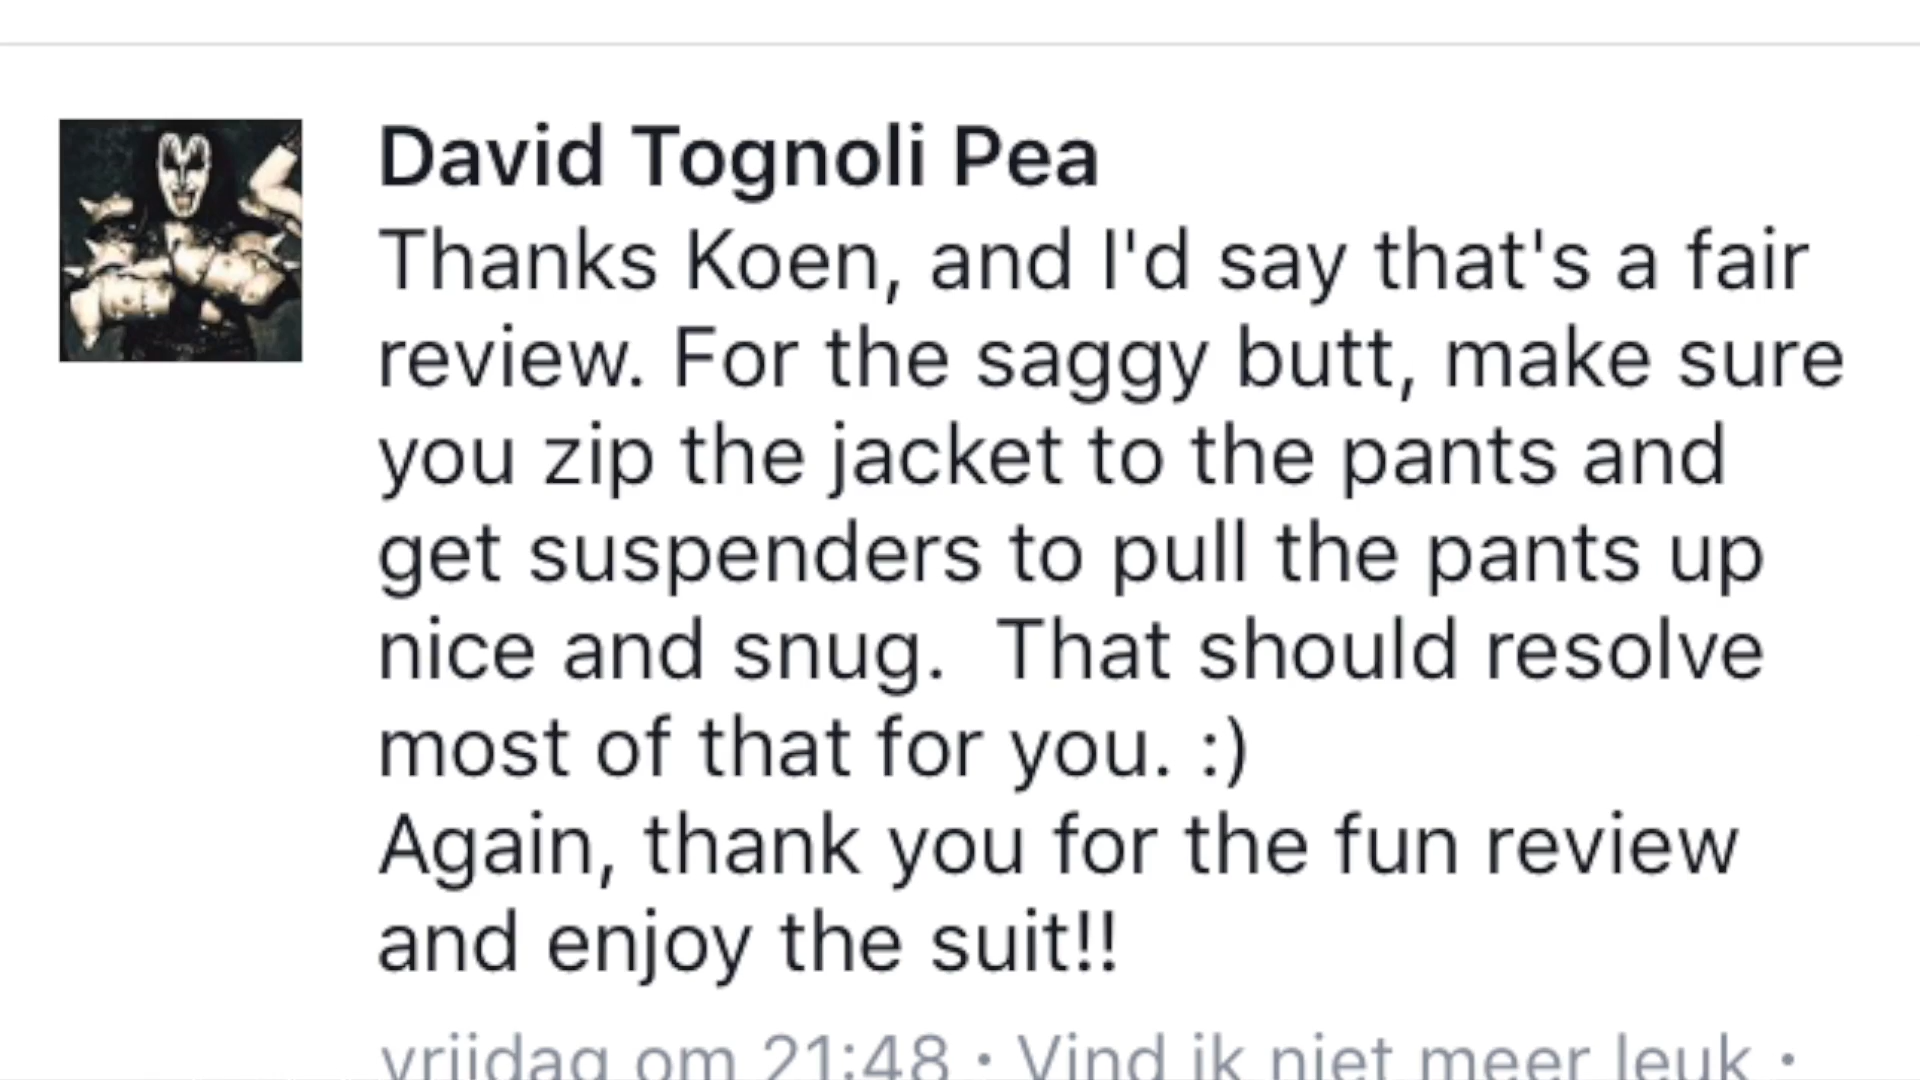 David Tognoli Pea
Thanks Koen, and I'd say that's a fair
review. For the saggy butt, make sure
you zip the jacket to the pants and
get suspenders to pull the pants up
nice and snug.  That should resolve
most of that for you. :)
Again, thank you for the fun review
and enjoy the suit!!
vrijdag om 21:48 · Vind ik niet meer leuk ·